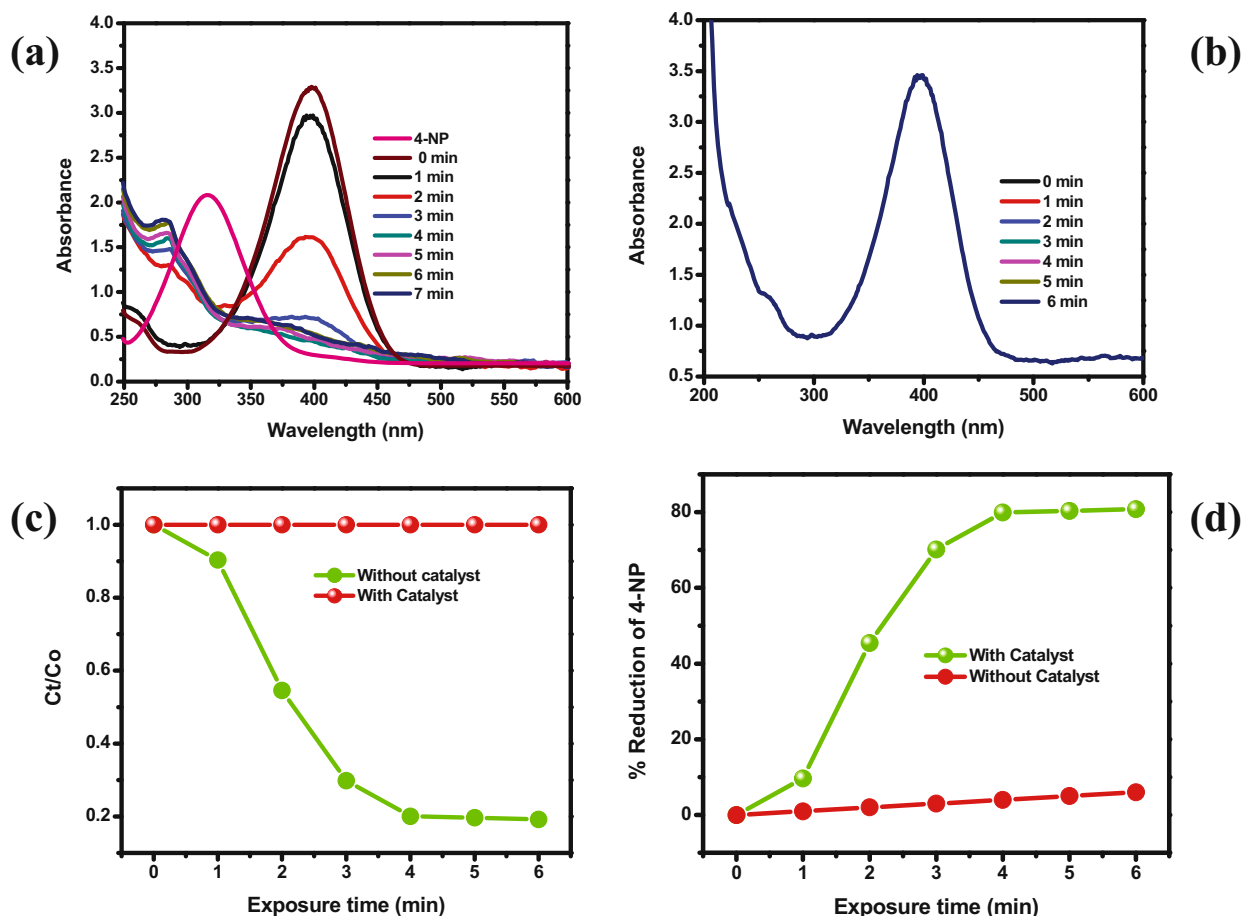 (a)
4.0
3.5
3.0
2.5
2.0
1.5
1.0
0.5
0.0
Absorbance
4-NP
0 min
1 min
2 min
3 min
4 min
5 min
6 min
7 min
250 300 350 400 450 500 550 600
Wavelength (nm)
(b)
4.0
3.5
3.0
2.5
2.0
1.5
1.0
0.5
Absorbance
0 min
1 min
2 min
3 min
4 min
5 min
6 min
200 300 400 500 600
Wavelength (nm)
(c)
1.0
0.8
0.6
0.4
0.2
Ct/Co
Without catalyst
With Catalyst
0 1 2 3 4 5 6
Exposure time (min)
(d)
80
60
40
20
0
% Reduction of 4-NP
With Catalyst
Without Catalyst
0 1 2 3 4 5 6
Exposure time (min)